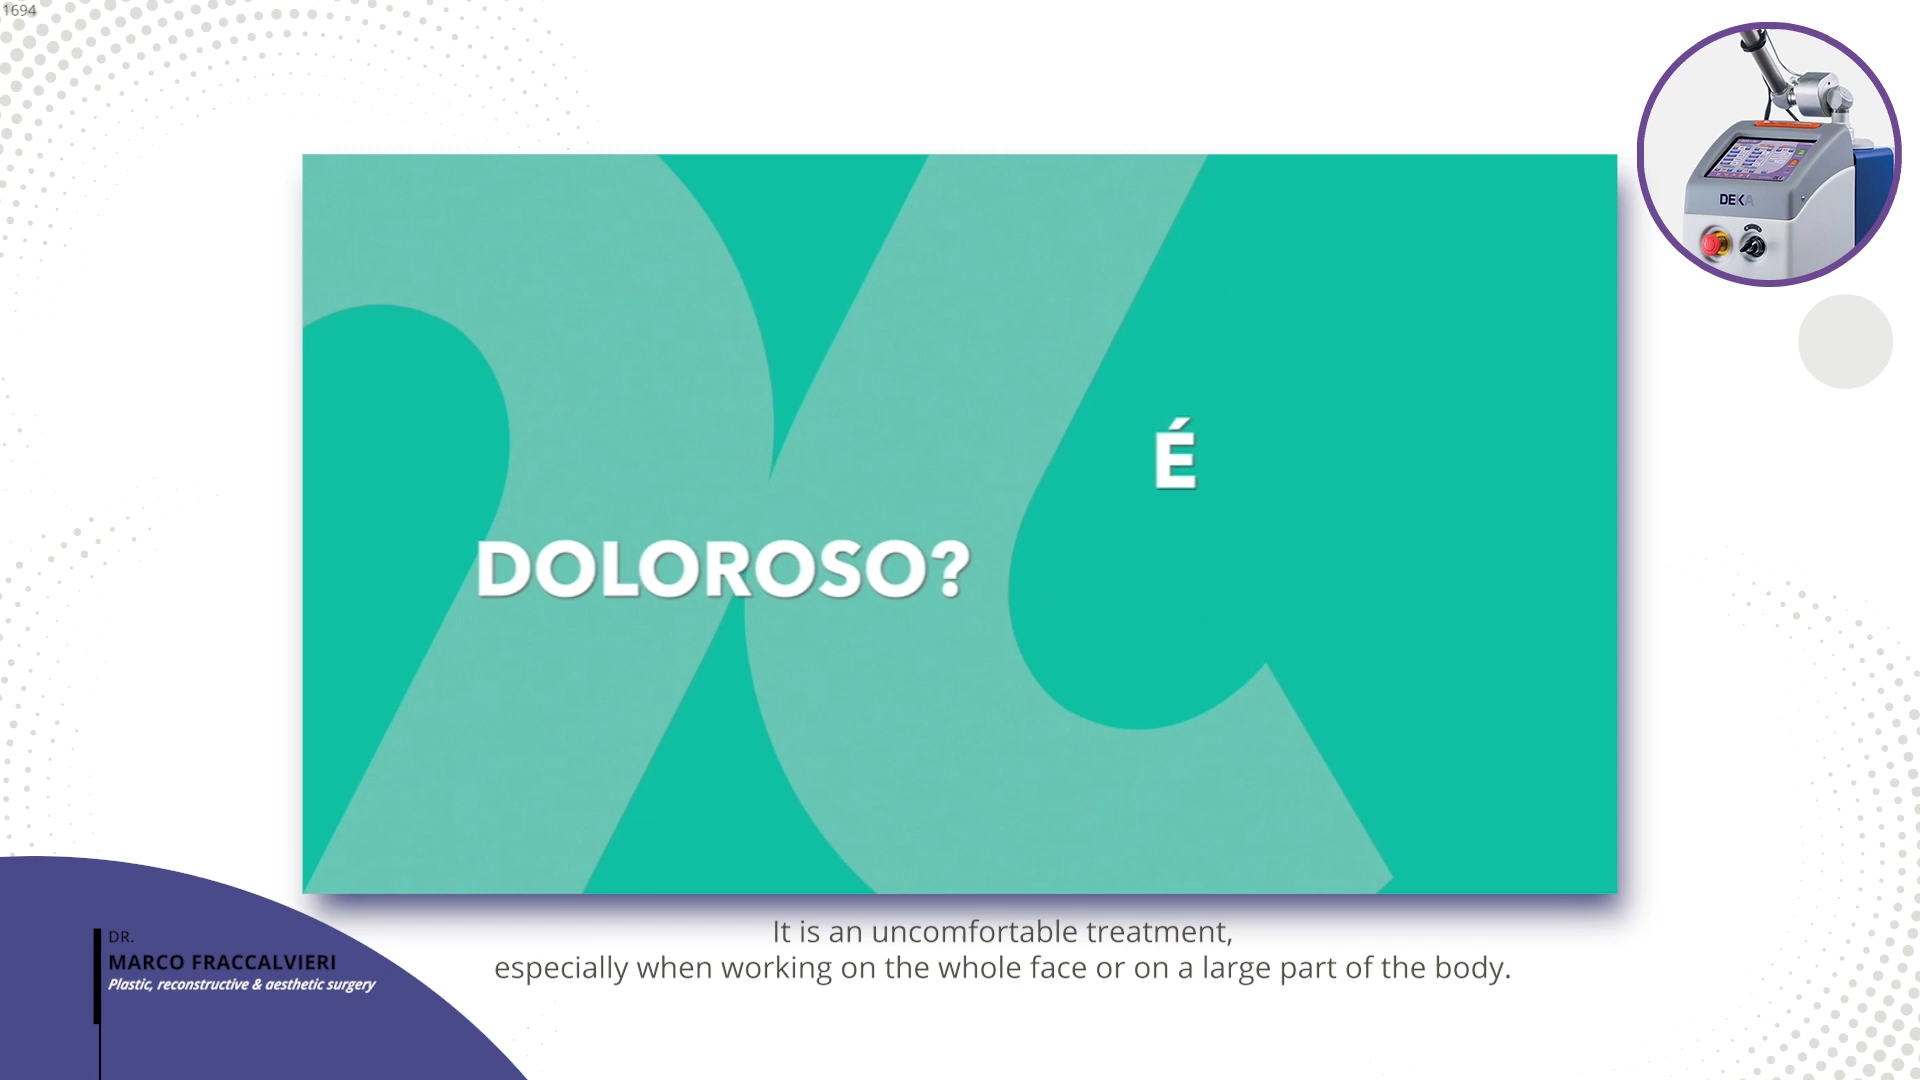 1694
DEKA
É
DOLOROSO?
It is an uncomfortable treatment,
especially when working on the whole face or on a large part of the body.
DR.
MARCO FRACCALVIERI
Plastic, reconstructive & aesthetic surgery